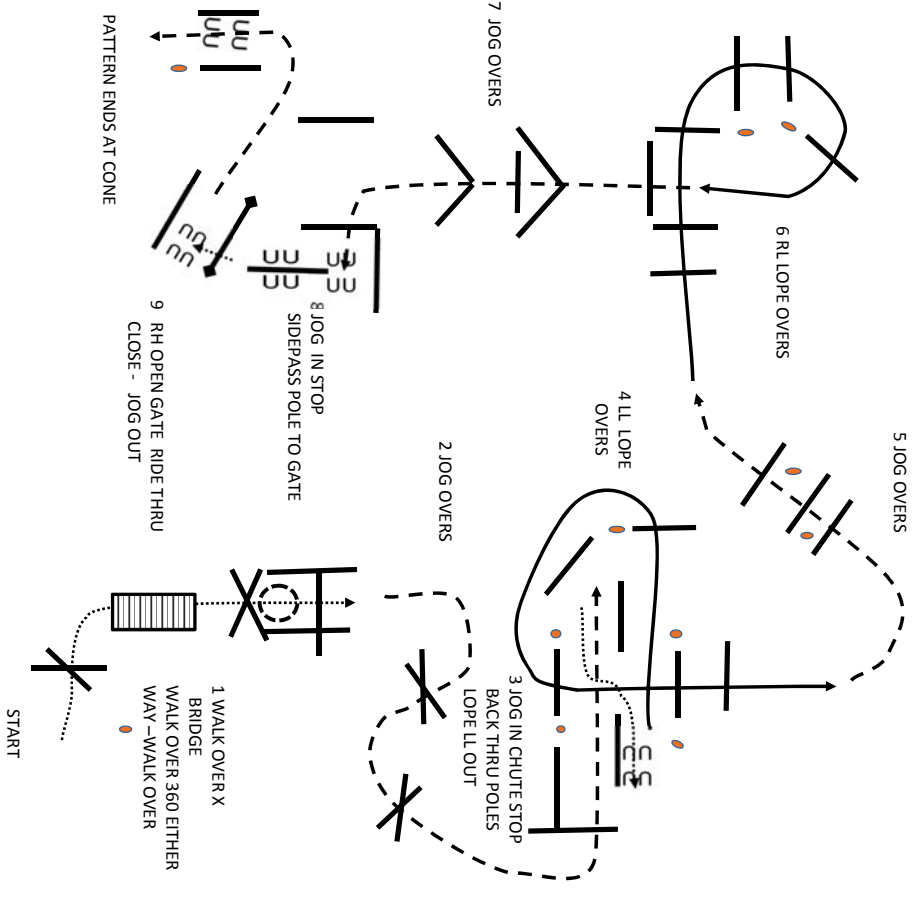 START
1 WALK OVER X
BRIDGE
WALK OVER 360 EITHER
WAY –WALK OVER
2 JOG OVERS
3 JOG IN CHUTE STOP
BACK THRU POLES
LOPE LL OUT
4 LL LOPE
OVERS
5 JOG OVERS
6 RL LOPE OVERS
7 JOG OVERS
8 JOG IN STOP
SIDEPASS POLE TO GATE
9 RH OPEN GATE RIDE THRU
CLOSE - JOG OUT
PATTERN ENDS AT CONE